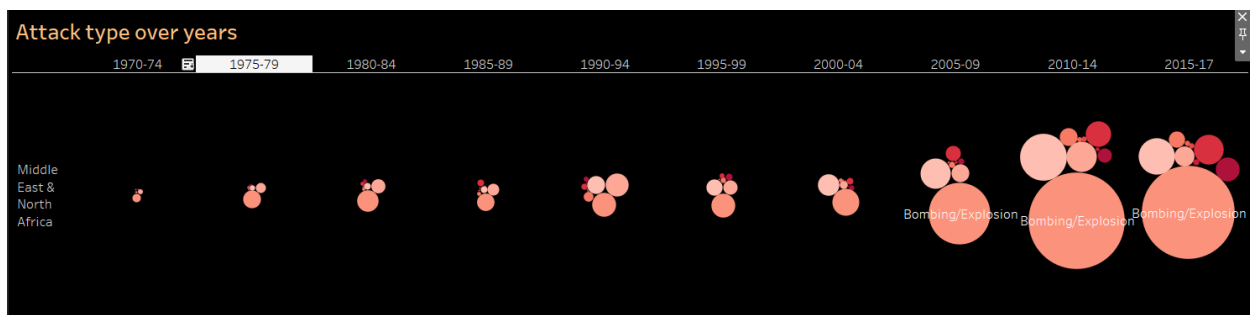 Attack type over years
1970-74 1975-79 1980-84 1985-89 1990-94 1995-99 2000-04 2005-09 2010-14 2015-17
Middle
East &
North
Africa
Bombing/Explosion Bombing/Explosion Bombing/Explosion